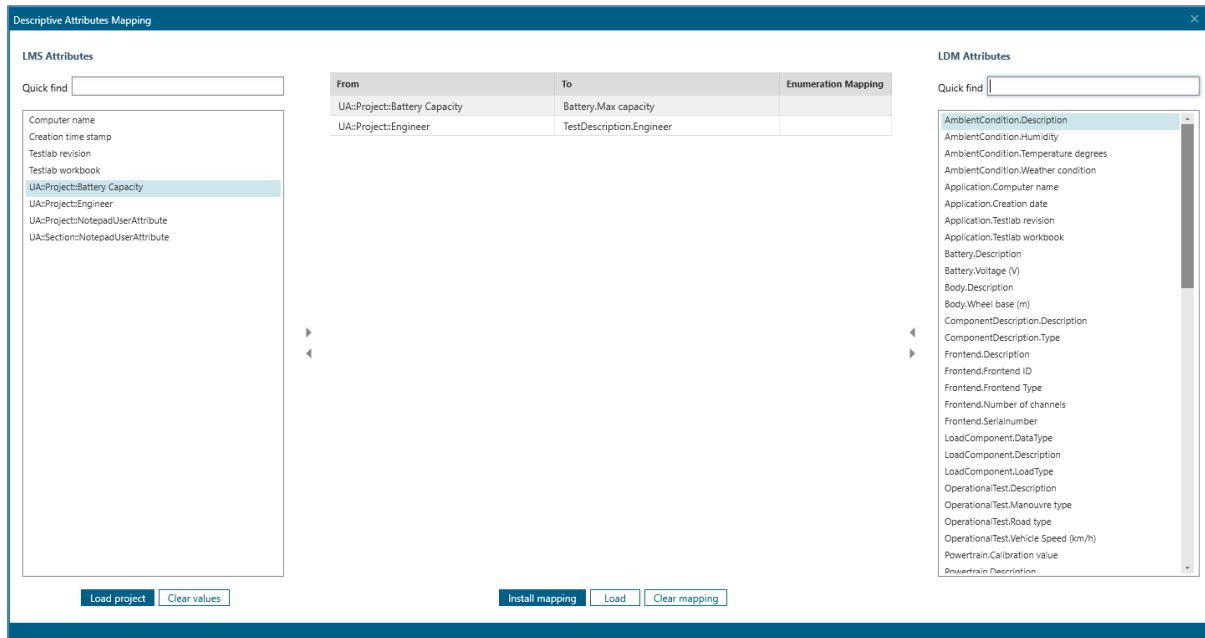 Descriptive Attributes Mapping
LMS Attributes
Quick find
Computer name
Creation time stamp
Testlab revision
Testlab workbook
UA::Project::Battery Capacity
UA::Project::Engineer
UA::Project::NotepadUserAttribute
UA::Section::NotepadUserAttribute
Load project Clear values
From To Enumeration Mapping
UA::Project::Battery Capacity Battery.Max capacity
UA::Project::Engineer TestDescription.Engineer
Install mapping Load Clear mapping
LDM Attributes
Quick find
AmbientCondition.Description
AmbientCondition.Humidity
AmbientCondition.Temperature degrees
AmbientCondition.Weather condition
Application.Computer name
Application.Creation date
Application.Testlab revision
Application.Testlab workbook
Battery.Description
Battery.Voltage (V)
Body.Description
Body.Wheel base (m)
ComponentDescription.Description
ComponentDescription.Type
Frontend.Description
Frontend.Frontend ID
Frontend.Frontend Type
Frontend.Number of channels
Frontend.Serialnumber
LoadComponent.DataType
LoadComponent.Description
LoadComponent.LoadType
OperationalTest.Description
OperationalTest.Manouvre type
OperationalTest.Road type
OperationalTest.Vehicle Speed (km/h)
Powertrain.Calibration value
Powertrain.Description